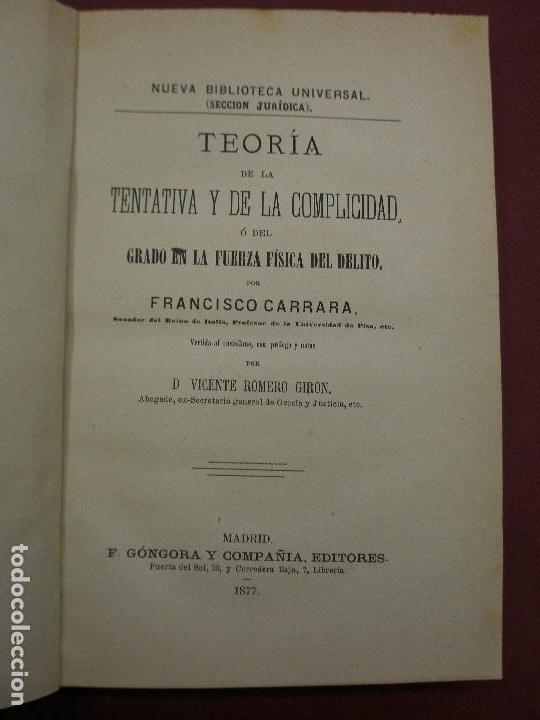 NUEVA BIBLIOTECA UNIVERSAL.
(SECCION JURÍDICA).
TEORÍA
DE LA
TENTATIVA Y DE LA COMPLICIDAD,
Ó DEL
GRADO EN LA FUERZA FÍSICA DEL DELITO,
POR
FRANCISCO CARRARA,
Senador del Reino de Italia, Profesor de la Universidad de Pisa, etc.
Vertido al castellano, con prólogo y notas
POR
D VICENTE ROMERO GIRON.
Abogado, ex-Secretario general de Gracia y Justicia, etc.
MADRID.
F. GÓNGORA Y COMPAÑIA, EDITORES.
Puerta del Sol, 13, y Corredera Baja, 7, Librería.
1877.
todocoleccion